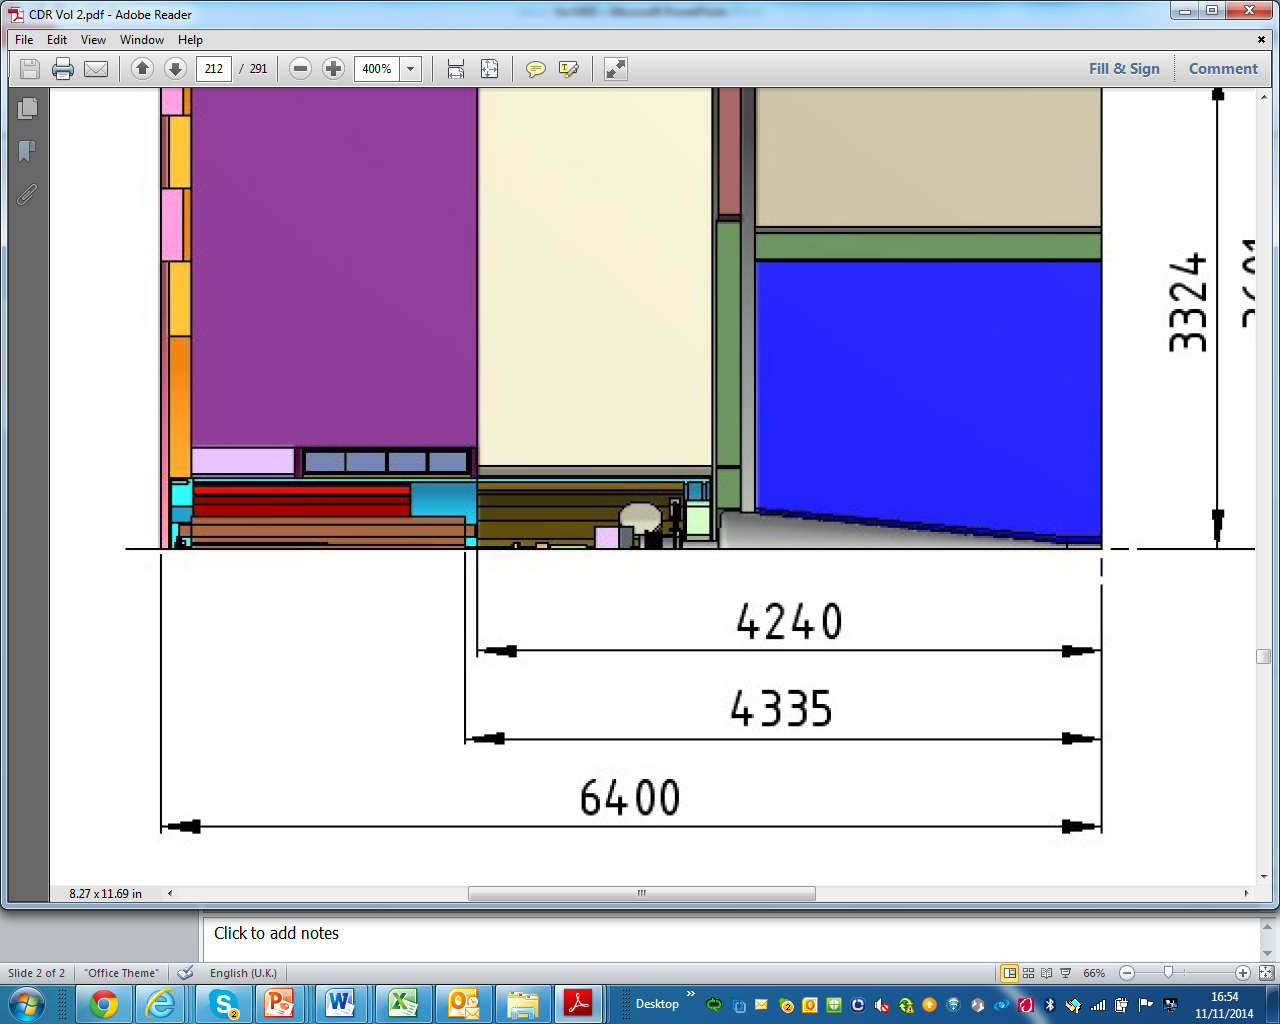 CDR Vol 2.pdf - Adobe Reader
File Edit View Window Help
212 / 291 400% Fill & Sign Comment
3324
4240
4335
6400
8.27 x 11.69 in
Click to add notes
Slide 2 of 2 "Office Theme" English (U.K.) 66%
Desktop
16:54
11/11/2014